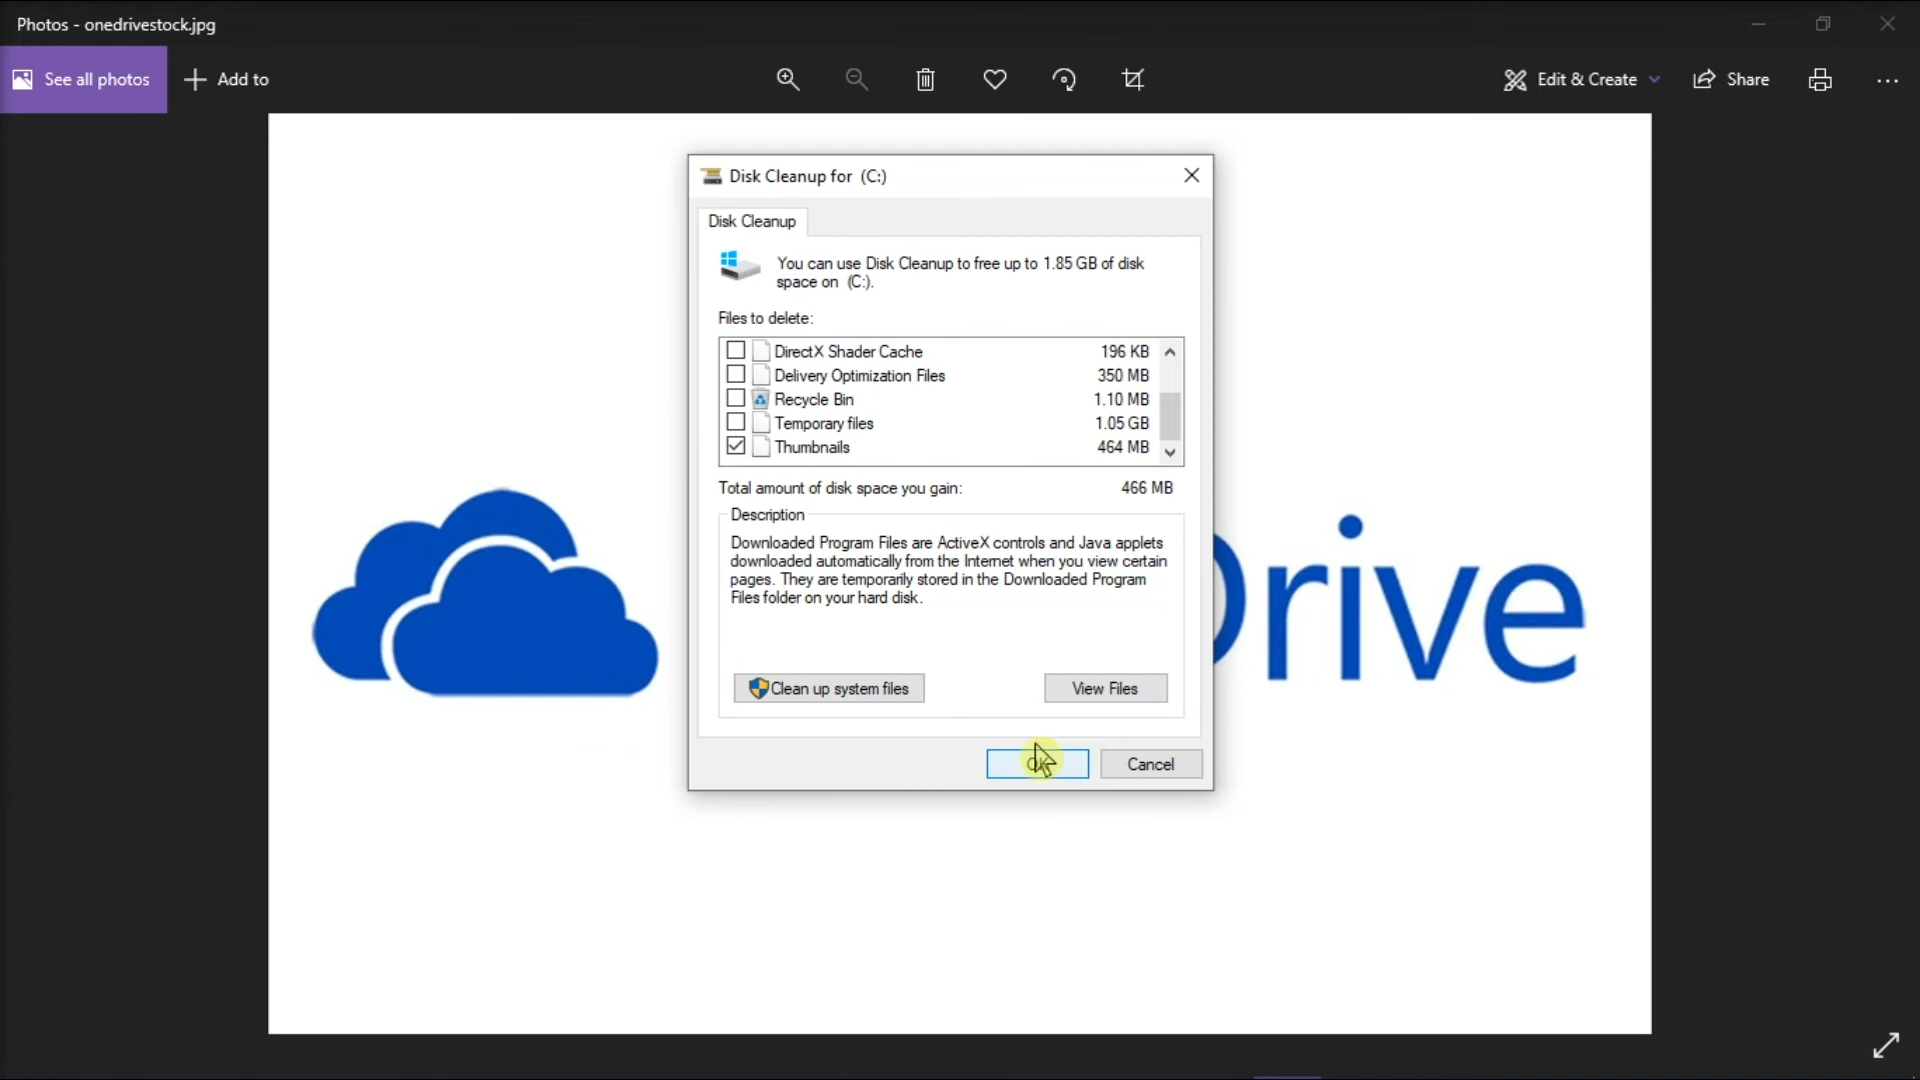 Photos - onedrivestock.jpg
See all photos
Add to
Edit & Create
Share
Disk Cleanup for (C:)
Disk Cleanup
You can use Disk Cleanup to free up to 1.85 GB of disk
space on (C:).
Files to delete:
DirectX Shader Cache 196 KB
Delivery Optimization Files 350 MB
Recycle Bin 1.10 MB
Temporary files 1.05 GB
Thumbnails 464 MB
Total amount of disk space you gain: 466 MB
Description
Downloaded Program Files are ActiveX controls and Java applets
downloaded automatically from the Internet when you view certain
pages. They are temporarily stored in the Downloaded Program
Files folder on your hard disk.
Clean up system files
View Files
OK
Cancel
Drive